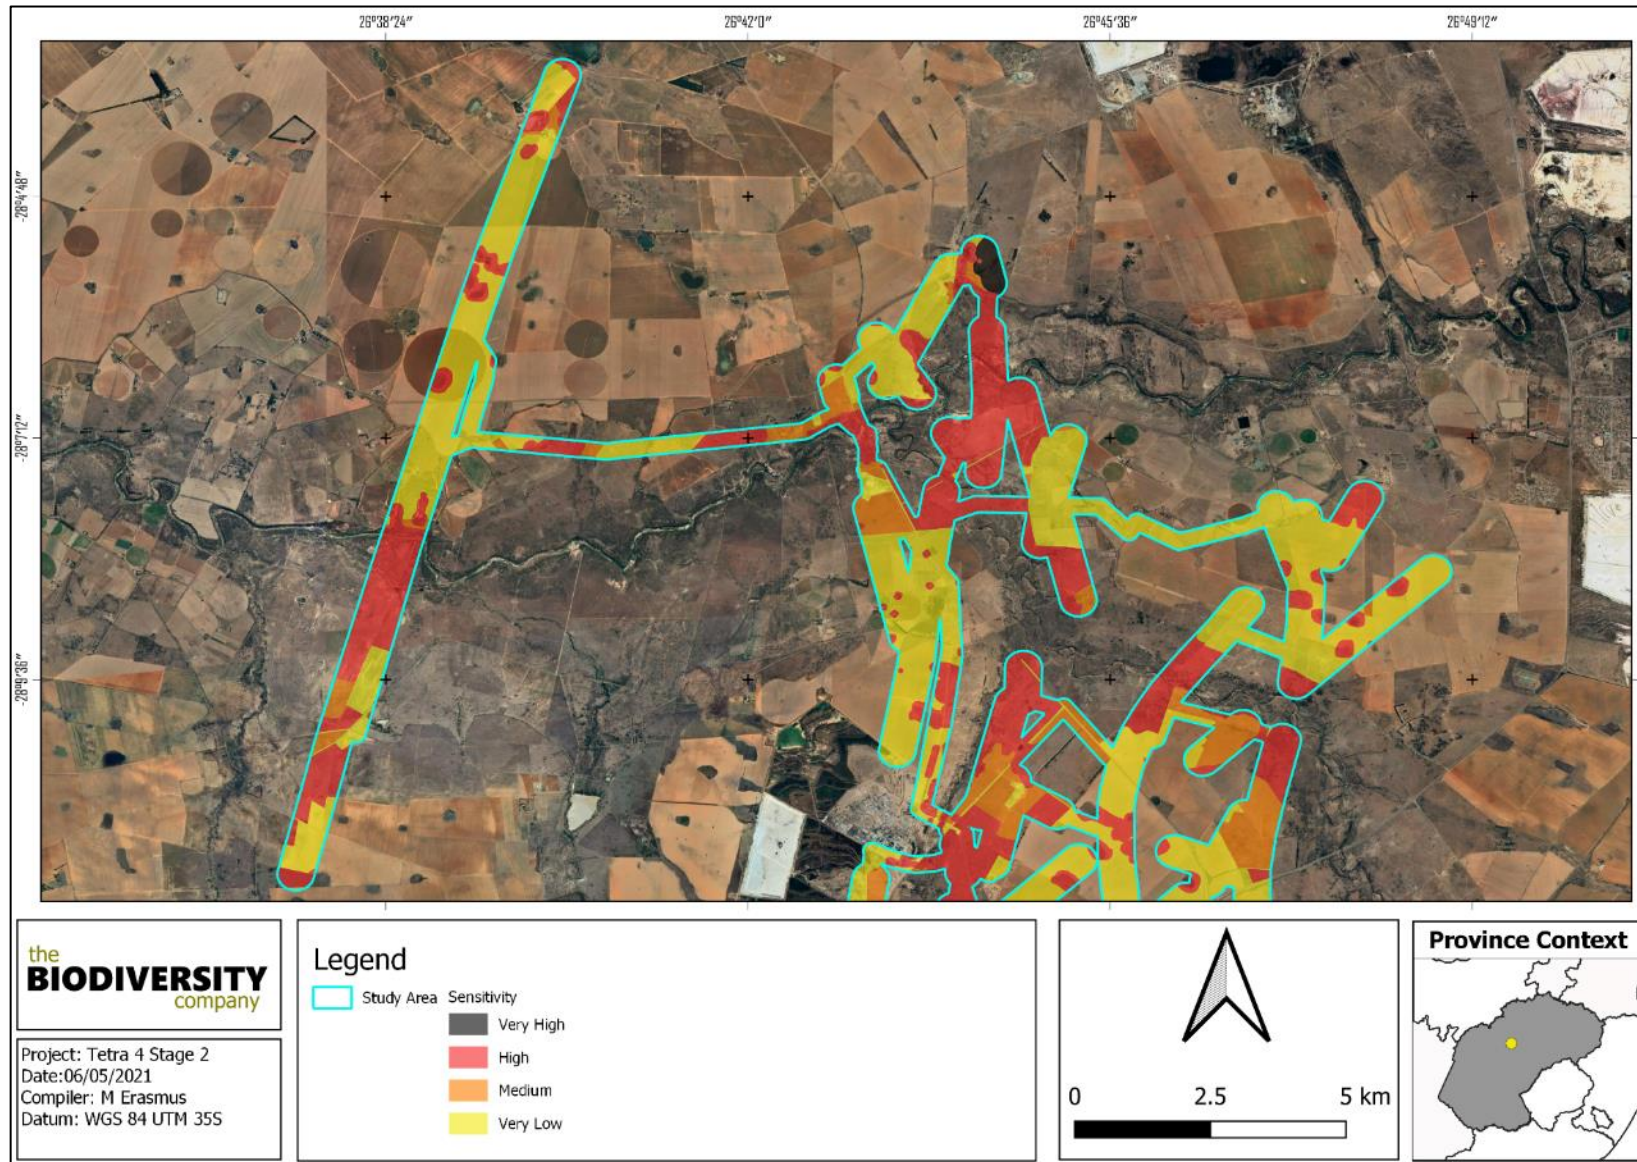 26°38'24" 26°42'0" 26°45'36" 26°49'12"
-28°4'48"
-28°7'12"
-28°9'36"
the
BIODIVERSITY
company
Project: Tetra 4 Stage 2
Date:06/05/2021
Compiler: M Erasmus
Datum: WGS 84 UTM 35S
Legend
Study Area Sensitivity
Very High
High
Medium
Very Low
0 2.5 5 km
Province Context